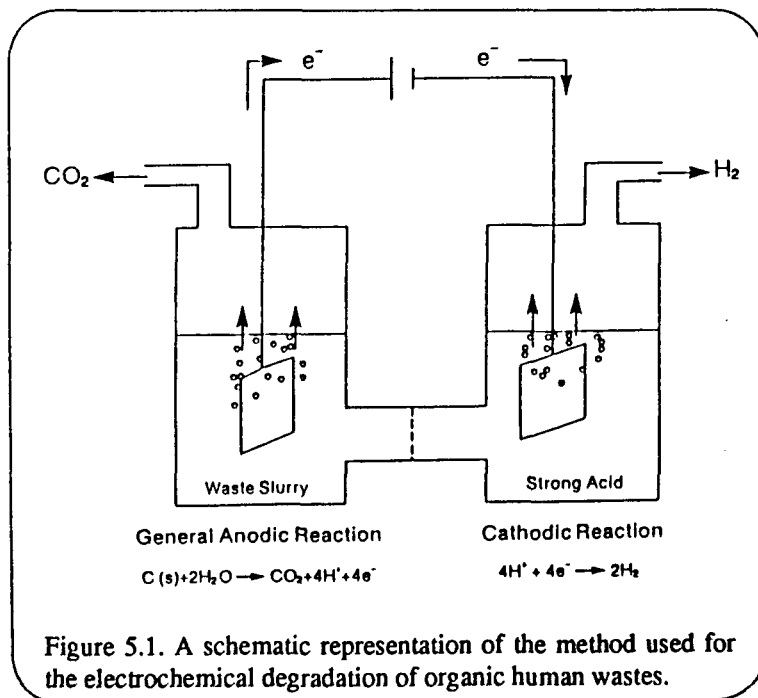 e⁻ e⁻
CO₂ H₂
Waste Slurry Strong Acid
General Anodic Reaction Cathodic Reaction
C (s)+2H₂O → CO₂+4H⁺+4e⁻ 4H⁺ + 4e⁻ → 2H₂
Figure 5.1. A schematic representation of the method used for
the electrochemical degradation of organic human wastes.